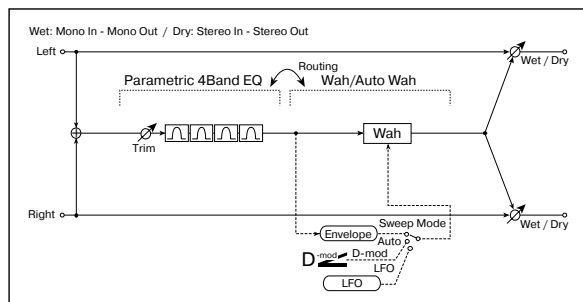 Wet: Mono In - Mono Out / Dry: Stereo In - Stereo Out
Left
Wet / Dry
Routing
Parametric 4Band EQ
Wah/Auto Wah
Trim
Wah
Right
Wet / Dry
Sweep Mode
Envelope
Auto
D-mod
D-mod
LFO
LFO